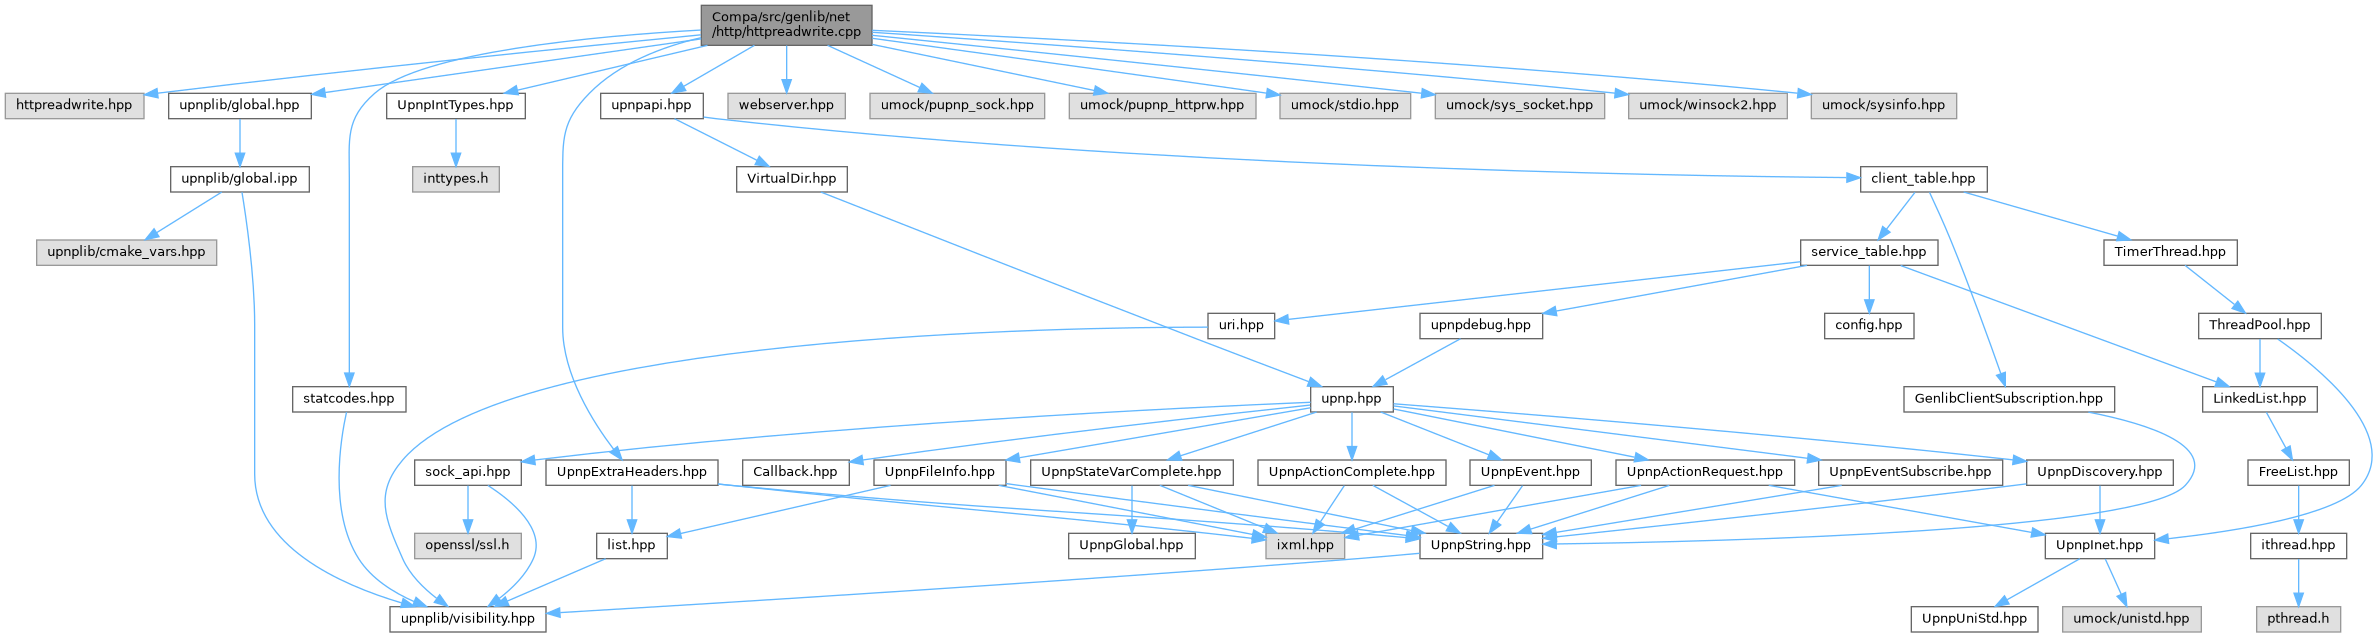 Compa/src/genlib/net
/http/httpreadwrite.cpp
httpreadwrite.hpp
upnplib/global.hpp
UpnpIntTypes.hpp
upnpapi.hpp
webserver.hpp
umock/pupnp_sock.hpp
umock/pupnp_httprw.hpp
umock/stdio.hpp
umock/sys_socket.hpp
umock/winsock2.hpp
umock/sysinfo.hpp
upnplib/global.ipp
inttypes.h
VirtualDir.hpp
client_table.hpp
upnplib/cmake_vars.hpp
service_table.hpp
TimerThread.hpp
uri.hpp
upnpdebug.hpp
config.hpp
ThreadPool.hpp
statcodes.hpp
upnp.hpp
GenlibClientSubscription.hpp
LinkedList.hpp
sock_api.hpp
UpnpExtraHeaders.hpp
Callback.hpp
UpnpFileInfo.hpp
UpnpStateVarComplete.hpp
UpnpActionComplete.hpp
UpnpEvent.hpp
UpnpActionRequest.hpp
UpnpEventSubscribe.hpp
UpnpDiscovery.hpp
FreeList.hpp
openssl/ssl.h
list.hpp
UpnpGlobal.hpp
ixml.hpp
UpnpString.hpp
UpnpInet.hpp
ithread.hpp
upnplib/visibility.hpp
UpnpUniStd.hpp
umock/unistd.hpp
pthread.h